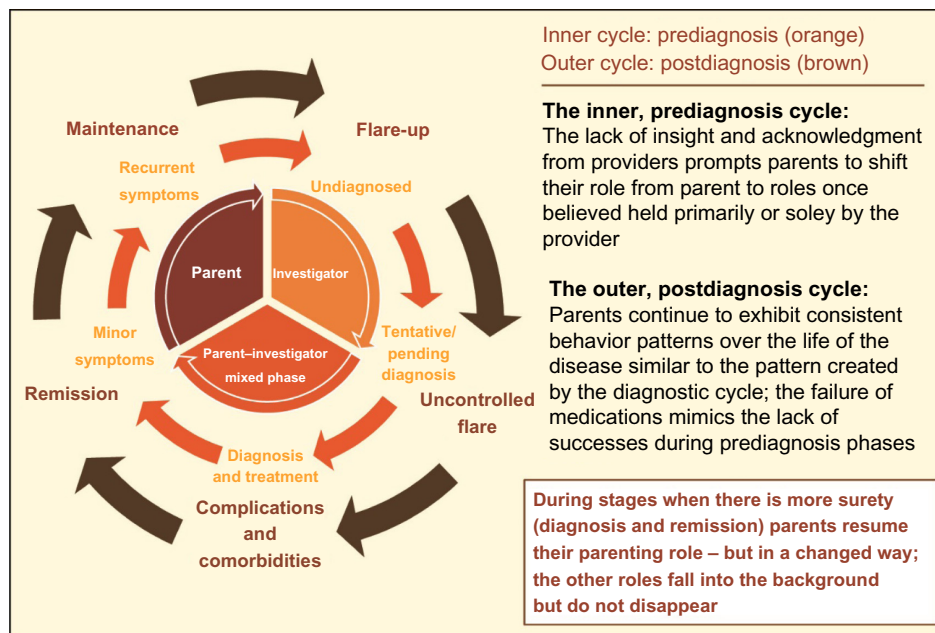 Inner cycle: prediagnosis (orange)
Outer cycle: postdiagnosis (brown)
The inner, prediagnosis cycle:
The lack of insight and acknowledgment
from providers prompts parents to shift
their role from parent to roles once
believed held primarily or soley by the
provider
The outer, postdiagnosis cycle:
Parents continue to exhibit consistent
behavior patterns over the life of the
disease similar to the pattern created
by the diagnostic cycle; the failure of
medications mimics the lack of
successes during prediagnosis phases
During stages when there is more surety
(diagnosis and remission) parents resume
their parenting role – but in a changed way;
the other roles fall into the background
but do not disappear
Maintenance
Flare-up
Uncontrolled
flare
Complications and
comorbidities
Remission
Recurrent
symptoms
Undiagnosed
Tentative/
pending
diagnosis
Diagnosis
and treatment
Minor
symptoms
Parent
Investigator
Parent–investigator
mixed phase